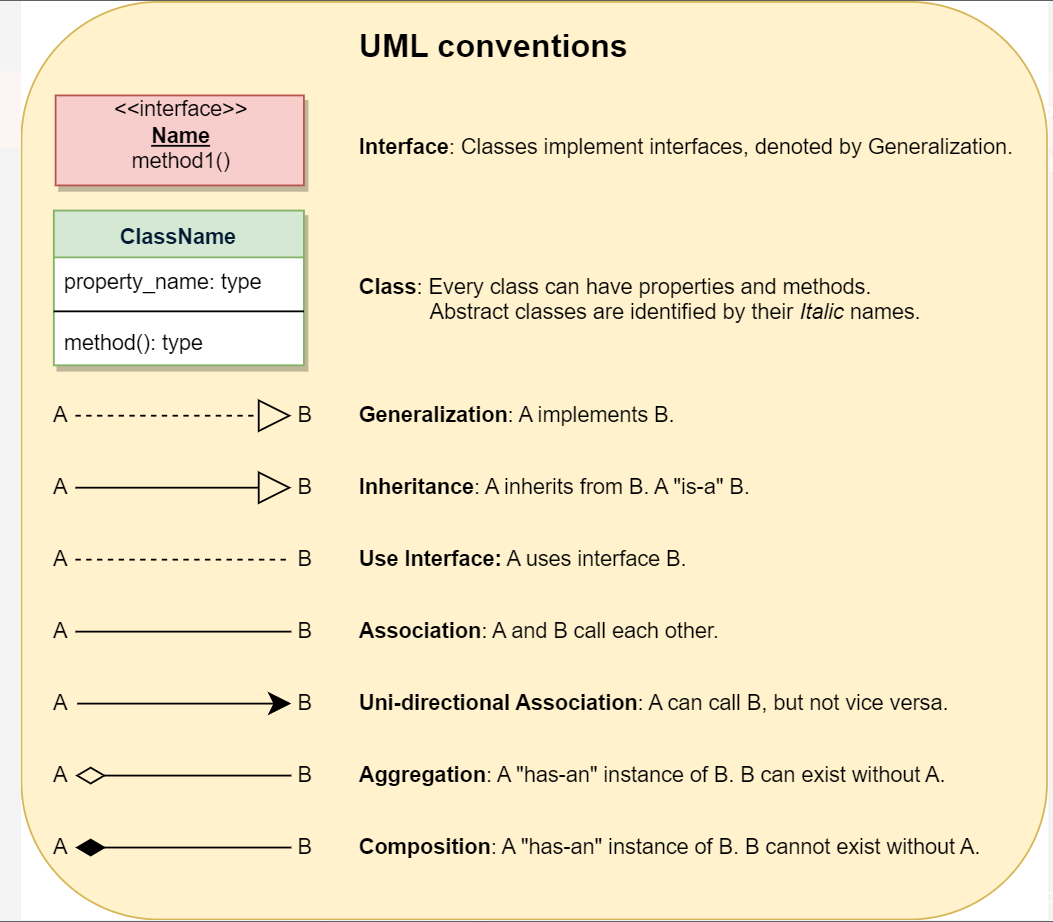 UML conventions
<<interface>>
Name
method1()
Interface: Classes implement interfaces, denoted by Generalization.
ClassName
property_name: type
method(): type
Class: Every class can have properties and methods.
Abstract classes are identified by their Italic names.
A B Generalization: A implements B.
A B Inheritance: A inherits from B. A "is-a" B.
A B Use Interface: A uses interface B.
A B Association: A and B call each other.
A B Uni-directional Association: A can call B, but not vice versa.
A B Aggregation: A "has-an" instance of B. B can exist without A.
A B Composition: A "has-an" instance of B. B cannot exist without A.